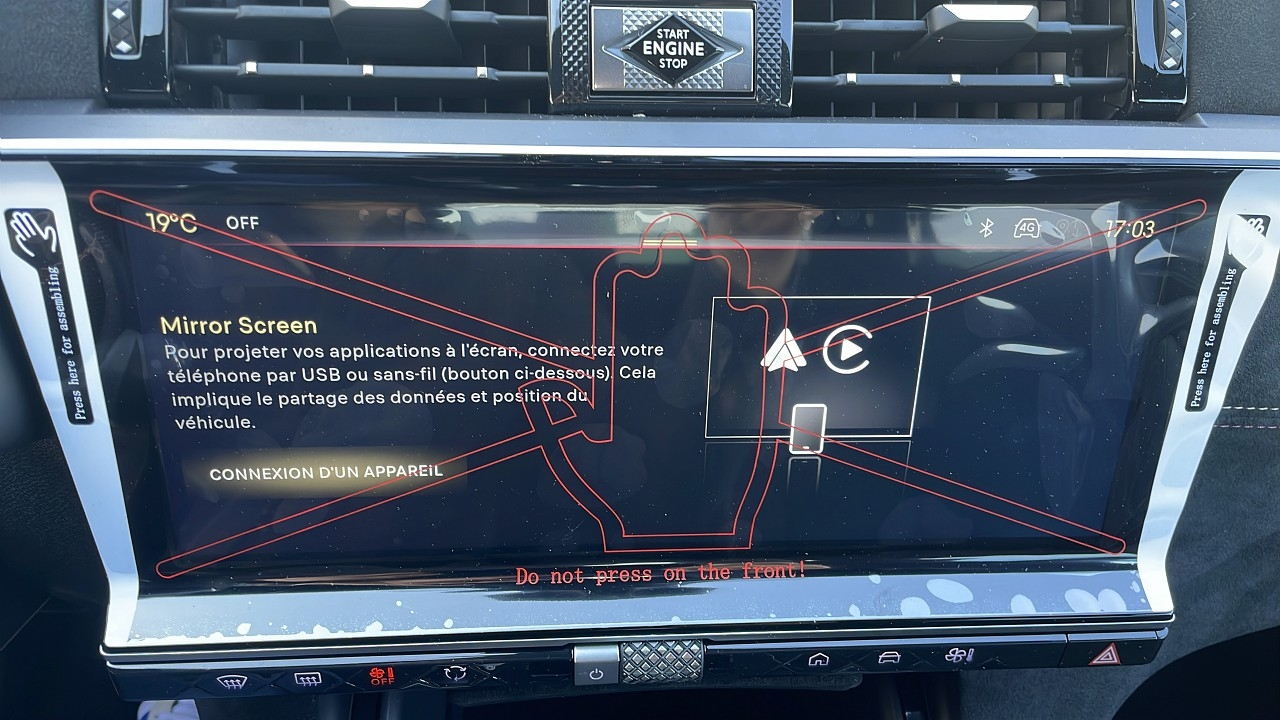 START
ENGINE
STOP
19°C OFF 4G 17:03
Press here for assembling
Press here for assembling
Mirror Screen
Pour projeter vos applications à l'écran, connectez votre
téléphone par USB ou sans-fil (bouton ci-dessous). Cela
implique le partage des données et position du
véhicule.
CONNEXION D'UN APPAREIL
Do not press on the front!
OFF